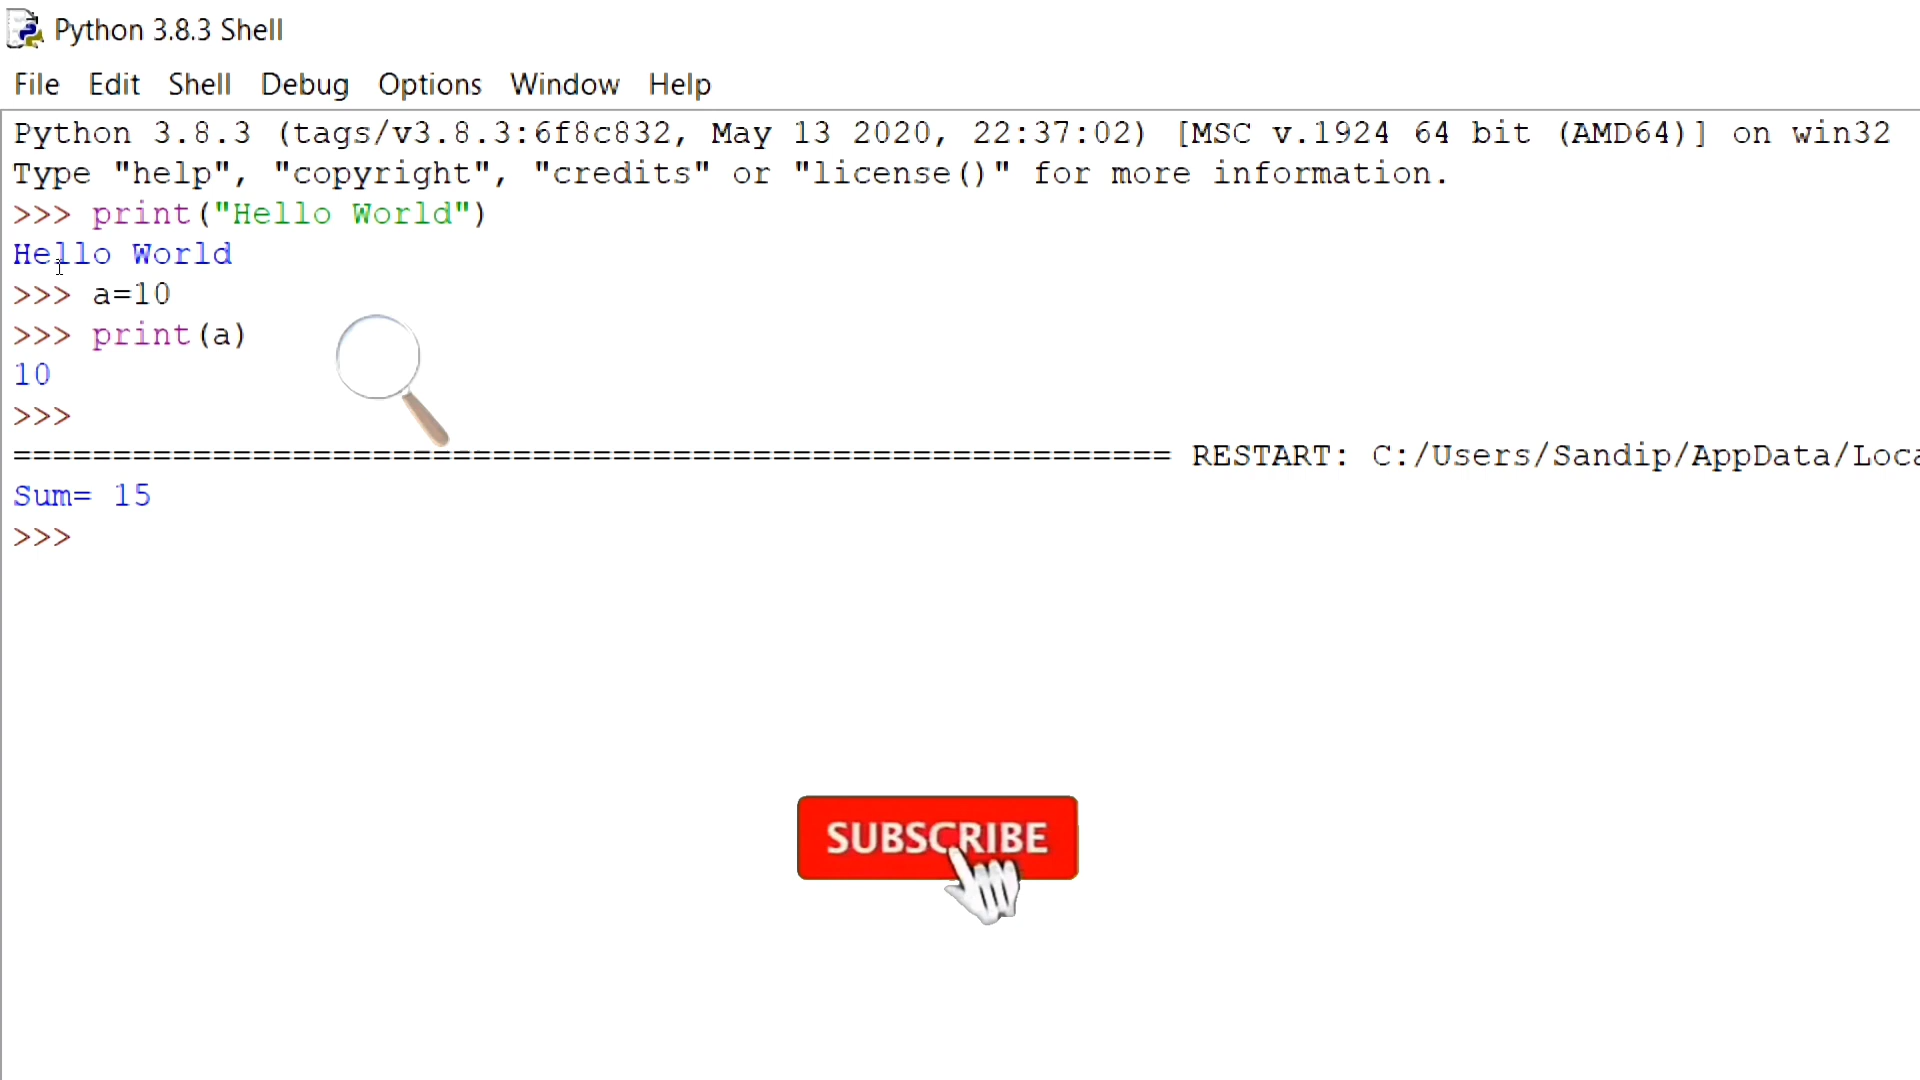 Python 3.8.3 Shell
File Edit Shell Debug Options Window Help
Python 3.8.3 (tags/v3.8.3:6f8c832, May 13 2020, 22:37:02) [MSC v.1924 64 bit (AMD64)] on win32
Type "help", "copyright", "credits" or "license()" for more information.
>>> print("Hello World")
Hello World
>>> a=10
>>> print(a)
10
>>>
========================================================== RESTART: C:/Users/Sandip/AppData/Loca
Sum= 15
>>>
SUBSCRIBE